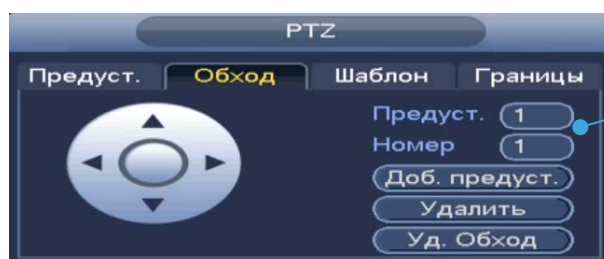 PTZ
Предуст. Обход Шаблон Границы
Предуст. 1
Номер 1
Доб. предуст.
Удалить
Уд. Обход